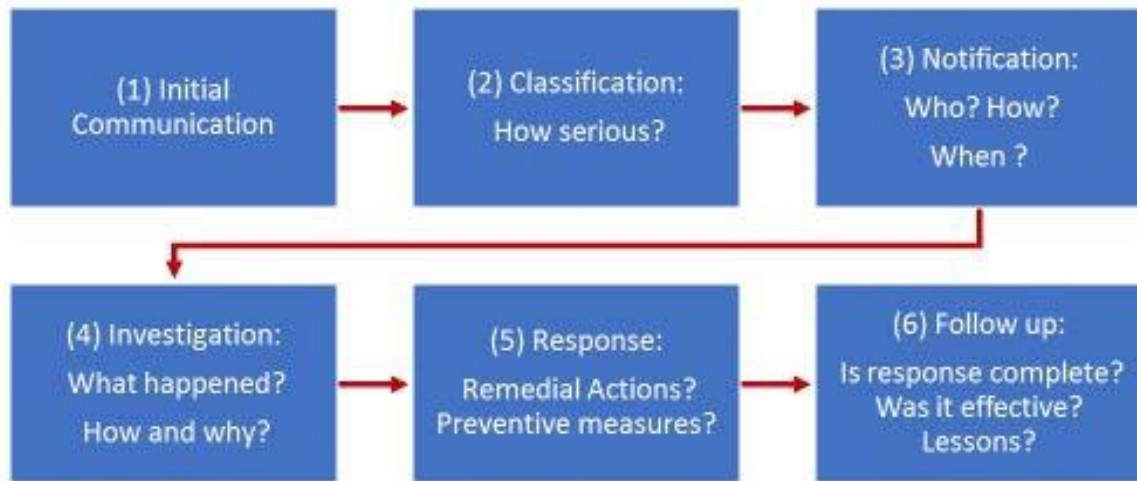 (1) Initial
Communication
(2) Classification:
How serious?
(3) Notification:
Who? How?
When ?
(4) Investigation:
What happened?
How and why?
(5) Response:
Remedial Actions?
Preventive measures?
(6) Follow up:
Is response complete?
Was it effective?
Lessons?